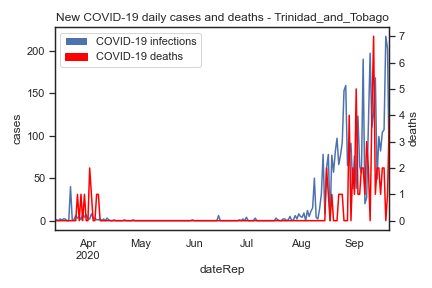 New COVID-19 daily cases and deaths - Trinidad_and_Tobago
COVID-19 infections
COVID-19 deaths
200
150
100
50
0
cases
7
6
5
4
3
2
1
0
deaths
Apr May Jun Jul Aug Sep
2020
dateRep